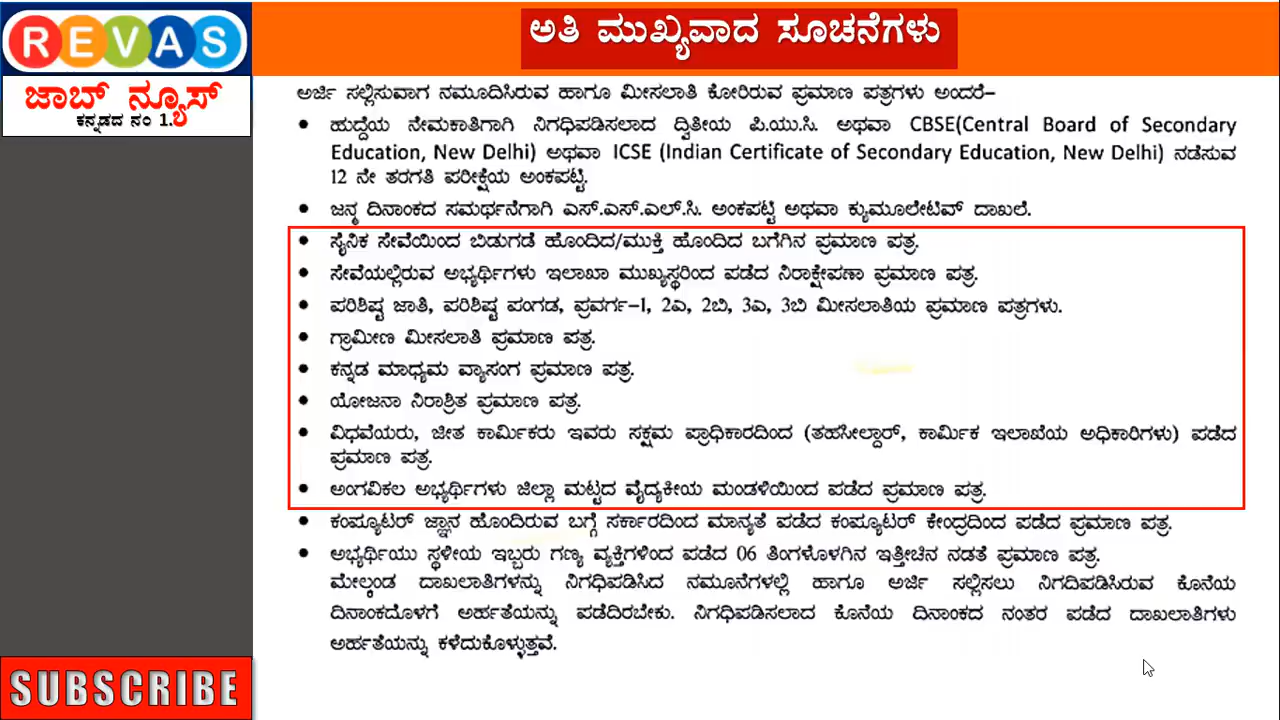 REVAS
ಜಾಬ್ ನ್ಯೂಸ್
ಕನ್ನಡದ ನಂ 1.
ಅತಿ ಮುಖ್ಯವಾದ ಸೂಚನೆಗಳು
ಅರ್ಜಿ ಸಲ್ಲಿಸುವಾಗ ನಮೂದಿಸಿರುವ ಹಾಗೂ ಮೀಸಲಾತಿ ಕೋರಿರುವ ಪ್ರಮಾಣ ಪತ್ರಗಳು ಅಂದರೆ–
• ಹುದ್ದೆಯ ನೇಮಕಾತಿಗಾಗಿ ನಿಗಧಿಪಡಿಸಲಾದ ದ್ವಿತೀಯ ಪಿ.ಯು.ಸಿ. ಅಥವಾ CBSE(Central Board of Secondary
Education, New Delhi) ಅಥವಾ ICSE (Indian Certificate of Secondary Education, New Delhi) ನಡೆಸುವ
12 ನೇ ತರಗತಿ ಪರೀಕ್ಷೆಯ ಅಂಕಪಟ್ಟಿ.
• ಜನ್ಮ ದಿನಾಂಕದ ಸಮರ್ಥನೆಗಾಗಿ ಎಸ್.ಎಸ್.ಎಲ್.ಸಿ. ಅಂಕಪಟ್ಟಿ ಅಥವಾ ಕ್ಯುಮೂಲೇಟಿವ್ ದಾಖಲೆ.
• ಸೈನಿಕ ಸೇವೆಯಿಂದ ಬಿಡುಗಡೆ ಹೊಂದಿದ/ಮುಕ್ತಿ ಹೊಂದಿದ ಬಗೆಗಿನ ಪ್ರಮಾಣ ಪತ್ರ.
• ಸೇವೆಯಲ್ಲಿರುವ ಅಭ್ಯರ್ಥಿಗಳು ಇಲಾಖಾ ಮುಖ್ಯಸ್ಥರಿಂದ ಪಡೆದ ನಿರಾಕ್ಷೇಪಣಾ ಪ್ರಮಾಣ ಪತ್ರ.
• ಪರಿಶಿಷ್ಟ ಜಾತಿ, ಪರಿಶಿಷ್ಟ ಪಂಗಡ, ಪ್ರವರ್ಗ–1, 2ಎ, 2ಬಿ, 3ಎ, 3ಬಿ ಮೀಸಲಾತಿಯ ಪ್ರಮಾಣ ಪತ್ರಗಳು.
• ಗ್ರಾಮೀಣ ಮೀಸಲಾತಿ ಪ್ರಮಾಣ ಪತ್ರ.
• ಕನ್ನಡ ಮಾಧ್ಯಮ ವ್ಯಾಸಂಗ ಪ್ರಮಾಣ ಪತ್ರ.
• ಯೋಜನಾ ನಿರಾಶ್ರಿತ ಪ್ರಮಾಣ ಪತ್ರ.
• ವಿಧವೆಯರು, ಜೀತ ಕಾರ್ಮಿಕರು ಇವರು ಸಕ್ಷಮ ಪ್ರಾಧಿಕಾರದಿಂದ (ತಹಸೀಲ್ದಾರ್, ಕಾರ್ಮಿಕ ಇಲಾಖೆಯ ಅಧಿಕಾರಿಗಳು) ಪಡೆದ
ಪ್ರಮಾಣ ಪತ್ರ.
• ಅಂಗವಿಕಲ ಅಭ್ಯರ್ಥಿಗಳು ಜಿಲ್ಲಾ ಮಟ್ಟದ ವೈದ್ಯಕೀಯ ಮಂಡಳಿಯಿಂದ ಪಡೆದ ಪ್ರಮಾಣ ಪತ್ರ.
• ಕಂಪ್ಯೂಟರ್ ಜ್ಞಾನ ಹೊಂದಿರುವ ಬಗ್ಗೆ ಸರ್ಕಾರದಿಂದ ಮಾನ್ಯತೆ ಪಡೆದ ಕಂಪ್ಯೂಟರ್ ಕೇಂದ್ರದಿಂದ ಪಡೆದ ಪ್ರಮಾಣ ಪತ್ರ.
• ಅಭ್ಯರ್ಥಿಯು ಸ್ಥಳೀಯ ಇಬ್ಬರು ಗಣ್ಯ ವ್ಯಕ್ತಿಗಳಿಂದ ಪಡೆದ 06 ತಿಂಗಳೊಳಗಿನ ಇತ್ತೀಚಿನ ನಡತೆ ಪ್ರಮಾಣ ಪತ್ರ.
ಮೇಲ್ಕಂಡ ದಾಖಲಾತಿಗಳನ್ನು ನಿಗಧಿಪಡಿಸಿದ ನಮೂನೆಗಳಲ್ಲಿ ಹಾಗೂ ಅರ್ಜಿ ಸಲ್ಲಿಸಲು ನಿಗದಿಪಡಿಸಿರುವ ಕೊನೆಯ
ದಿನಾಂಕದೊಳಗೆ ಅರ್ಹತೆಯನ್ನು ಪಡೆದಿರಬೇಕು. ನಿಗಧಿಪಡಿಸಲಾದ ಕೊನೆಯ ದಿನಾಂಕದ ನಂತರ ಪಡೆದ ದಾಖಲಾತಿಗಳು
ಅರ್ಹತೆಯನ್ನು ಕಳೆದುಕೊಳ್ಳುತ್ತವೆ.
SUBSCRIBE